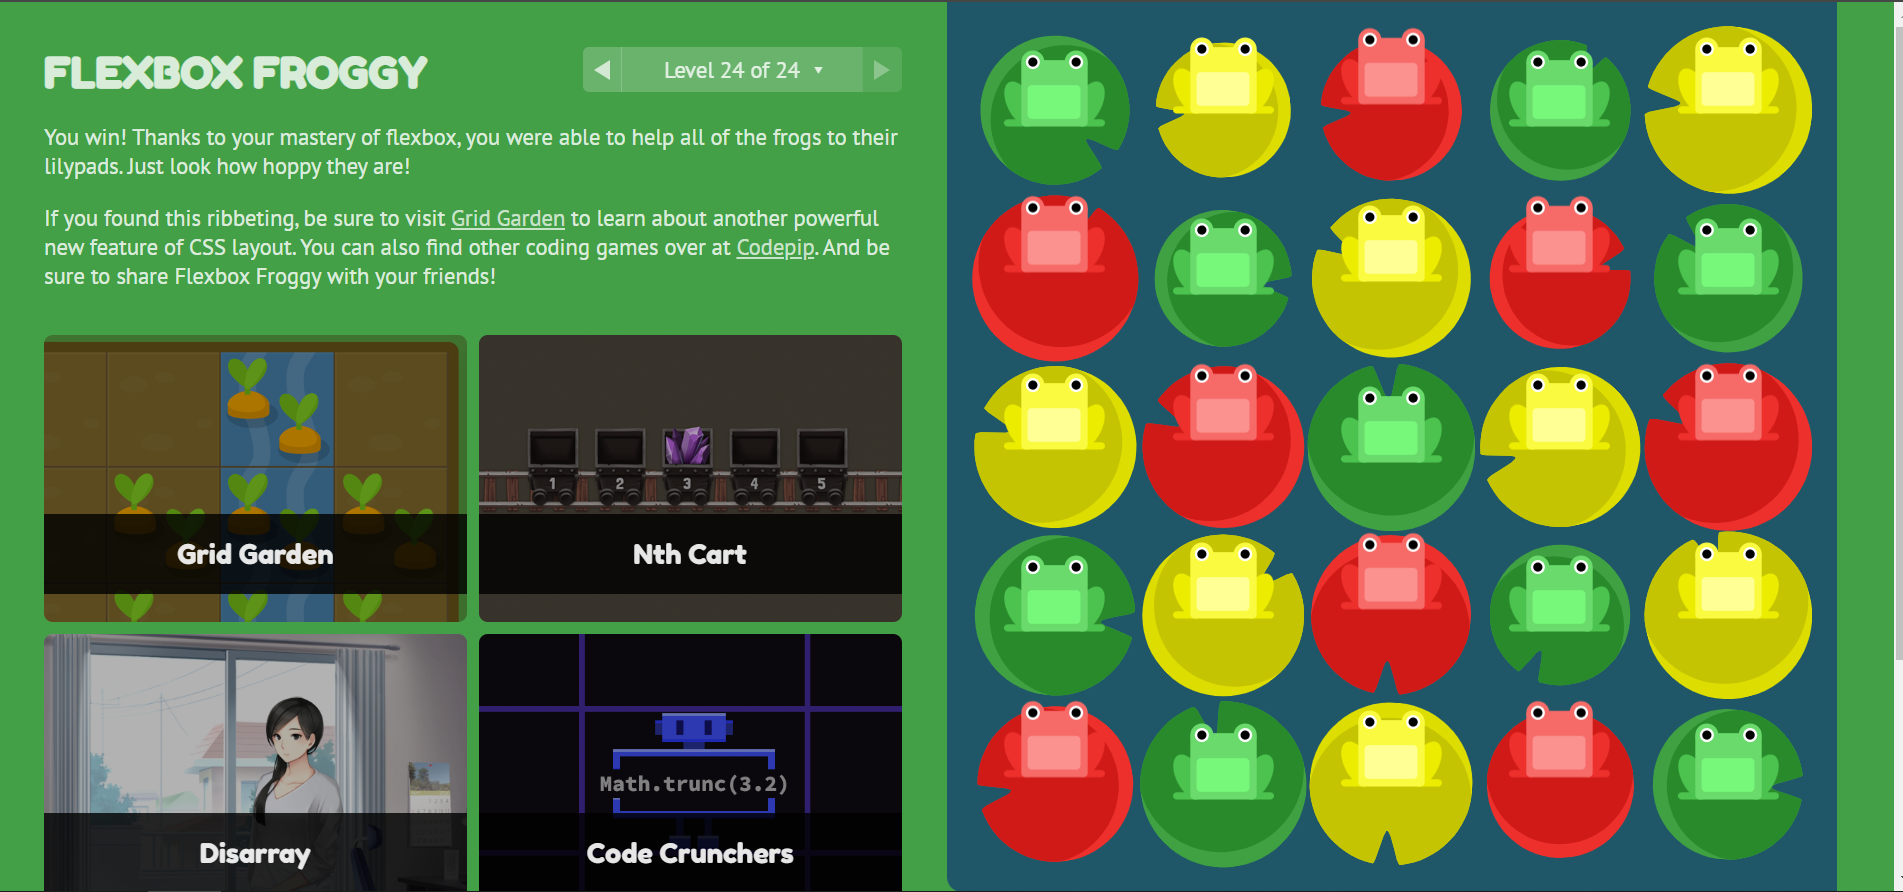 FLEXBOX FROGGY
Level 24 of 24
You win! Thanks to your mastery of flexbox, you were able to help all of the frogs to their
lilypads. Just look how hoppy they are!
If you found this ribbeting, be sure to visit Grid Garden to learn about another powerful
new feature of CSS layout. You can also find other coding games over at Codepip. And be
sure to share Flexbox Froggy with your friends!
1 2 3 4 5
Grid Garden
Nth Cart
Math.trunc(3.2)
Disarray
Code Crunchers